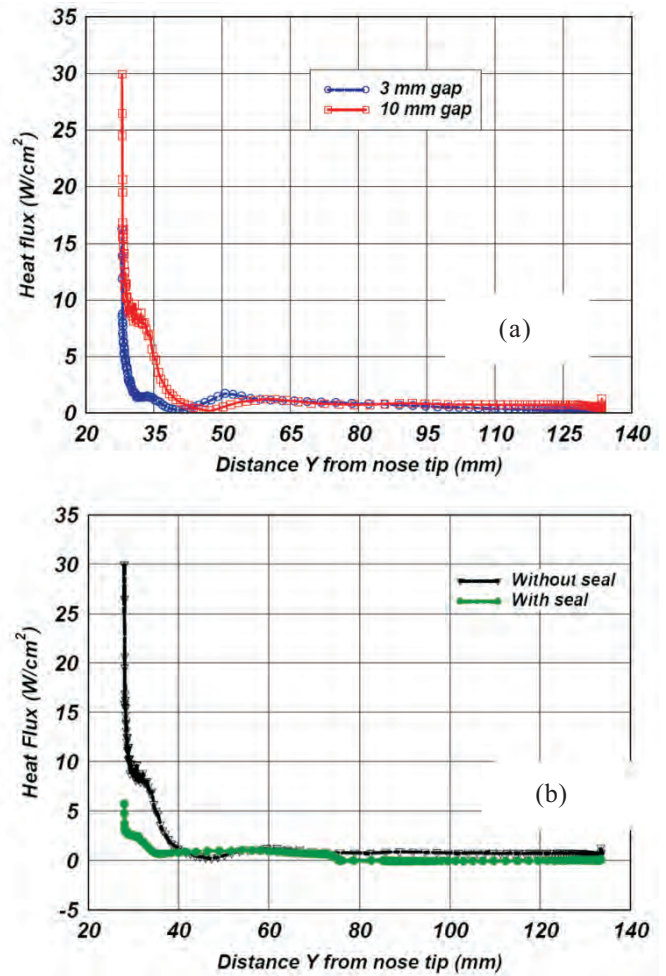 35
30
25
20
15
10
5
0
Heat flux (W/cm²)
3 mm gap
10 mm gap
(a)
20 35 50 65 80 95 110 125 140
Distance Y from nose tip (mm)
35
30
25
20
15
10
5
0
-5
Heat Flux (W/cm²)
Without seal
With seal
(b)
20 40 60 80 100 120 140
Distance Y from nose tip (mm)